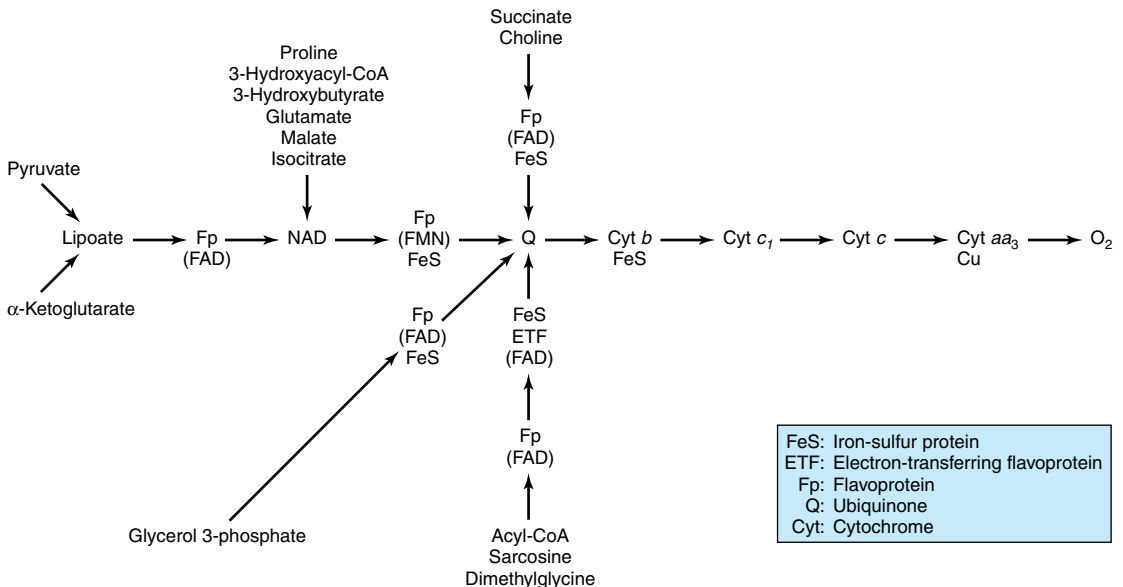 Succinate
Choline
Proline
3-Hydroxyacyl-CoA
3-Hydroxybutyrate
Glutamate
Malate
Isocitrate
Fp
(FAD)
FeS
Pyruvate
Lipoate
Fp
(FAD)
NAD
Fp
(FMN)
FeS
Q
Cyt b
FeS
Cyt c₁
Cyt c
Cyt aa₃
Cu
O₂
α-Ketoglutarate
Fp
(FAD)
FeS
FeS
ETF
(FAD)
Fp
(FAD)
Glycerol 3-phosphate
Acyl-CoA
Sarcosine
Dimethylglycine
FeS: Iron-sulfur protein
ETF: Electron-transferring flavoprotein
Fp: Flavoprotein
Q: Ubiquinone
Cyt: Cytochrome